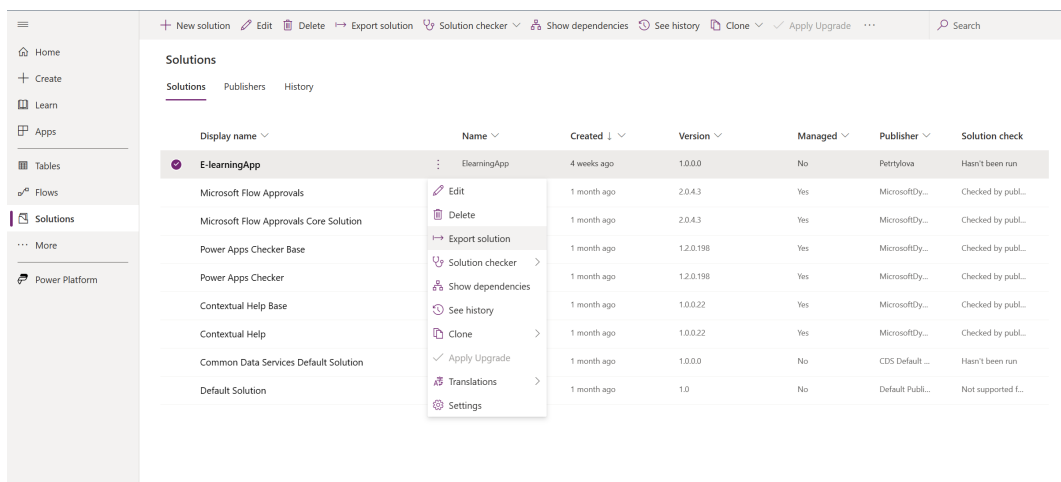 New solution Edit Delete Export solution Solution checker Show dependencies See history Clone Apply Upgrade ... Search
Home
Create
Learn
Apps
Tables
Flows
Solutions
More
Power Platform
Solutions
Solutions Publishers History
Display name Name Created ↓ Version Managed Publisher Solution check
E-learningApp ElearningApp 4 weeks ago 1.0.0.0 No Petrtylova Hasn't been run
Microsoft Flow Approvals 1 month ago 2.0.4.3 Yes MicrosoftDy... Checked by publ...
Microsoft Flow Approvals Core Solution 1 month ago 2.0.4.3 Yes MicrosoftDy... Checked by publ...
Power Apps Checker Base 1 month ago 1.2.0.198 Yes MicrosoftDy... Checked by publ...
Power Apps Checker 1 month ago 1.2.0.198 Yes MicrosoftDy... Checked by publ...
Contextual Help Base 1 month ago 1.0.0.22 Yes MicrosoftDy... Checked by publ...
Contextual Help 1 month ago 1.0.0.22 Yes MicrosoftDy... Checked by publ...
Common Data Services Default Solution 1 month ago 1.0.0.0 No CDS Default ... Hasn't been run
Default Solution 1 month ago 1.0 No Default Publi... Not supported f...
Edit
Delete
Export solution
Solution checker
Show dependencies
See history
Clone
Apply Upgrade
Translations
Settings